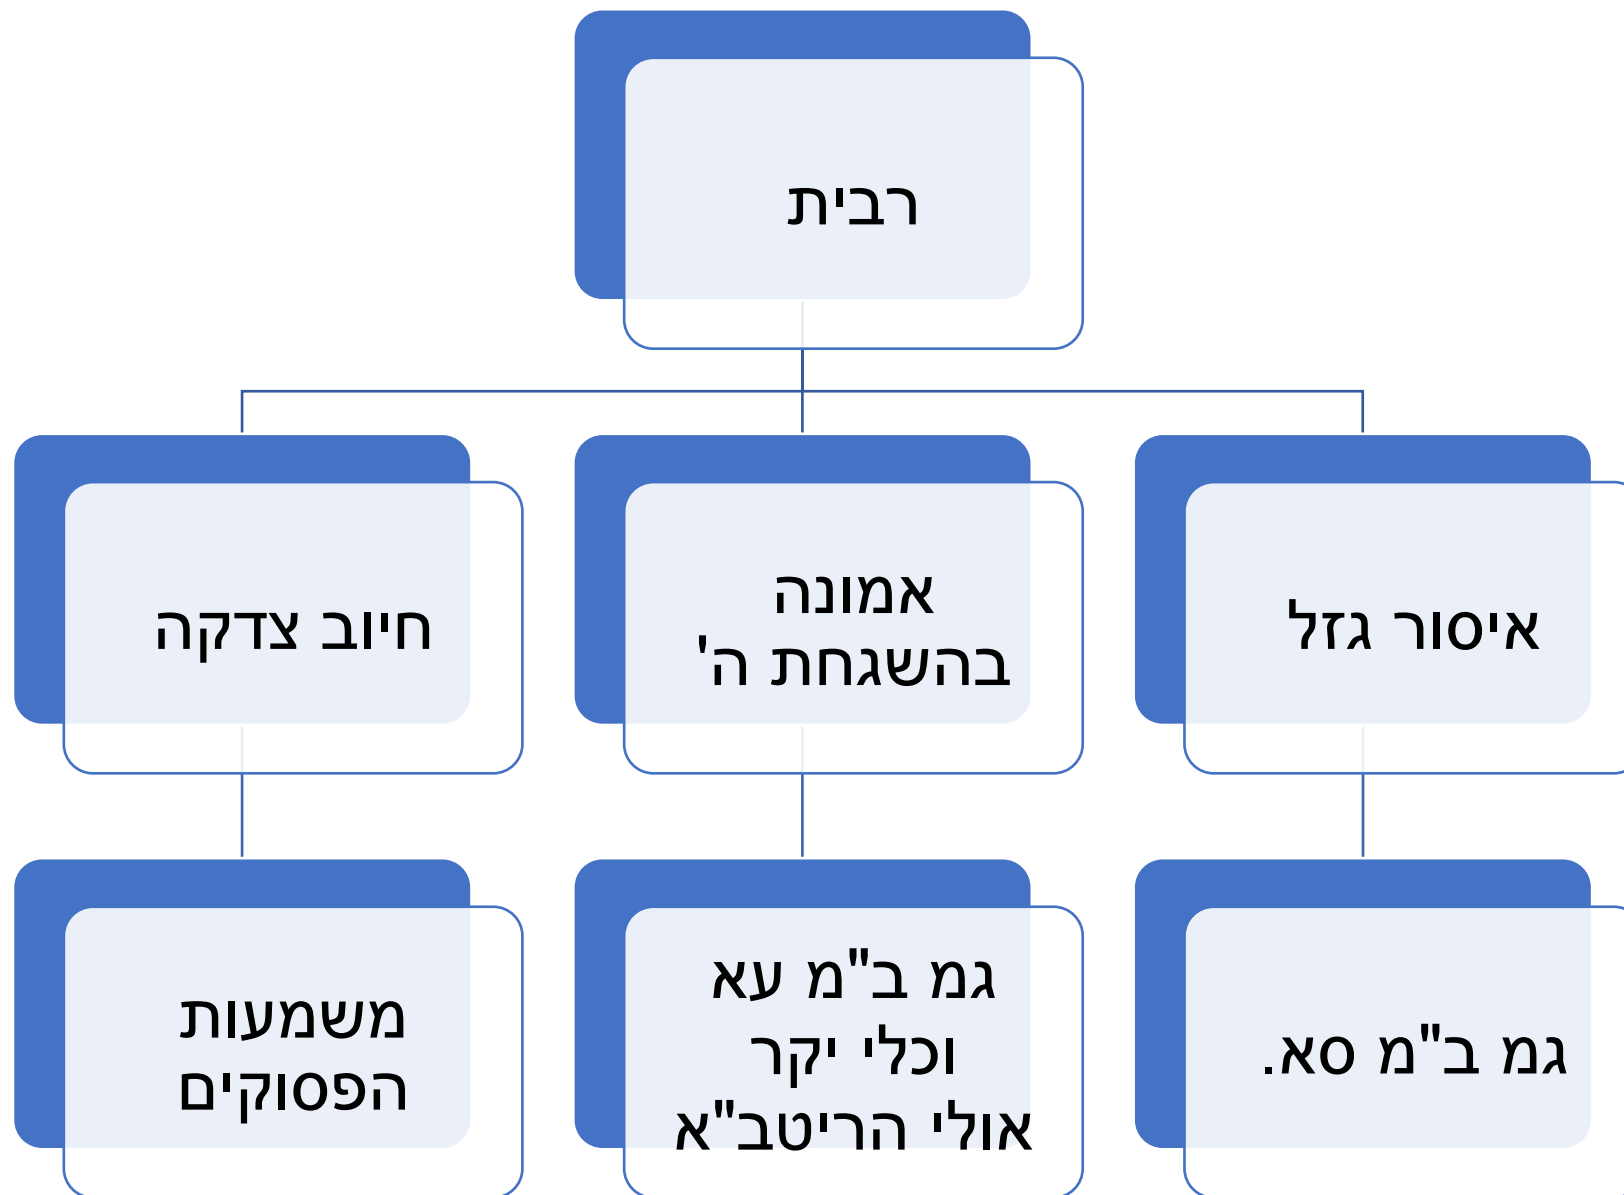 רבית
איסור גזל
אמונה
בהשגחת ה'
חיוב צדקה
גמ ב"מ סא.
גמ ב"מ עא
וכלי יקר
אולי הריטב"א
משמעות
הפסוקים